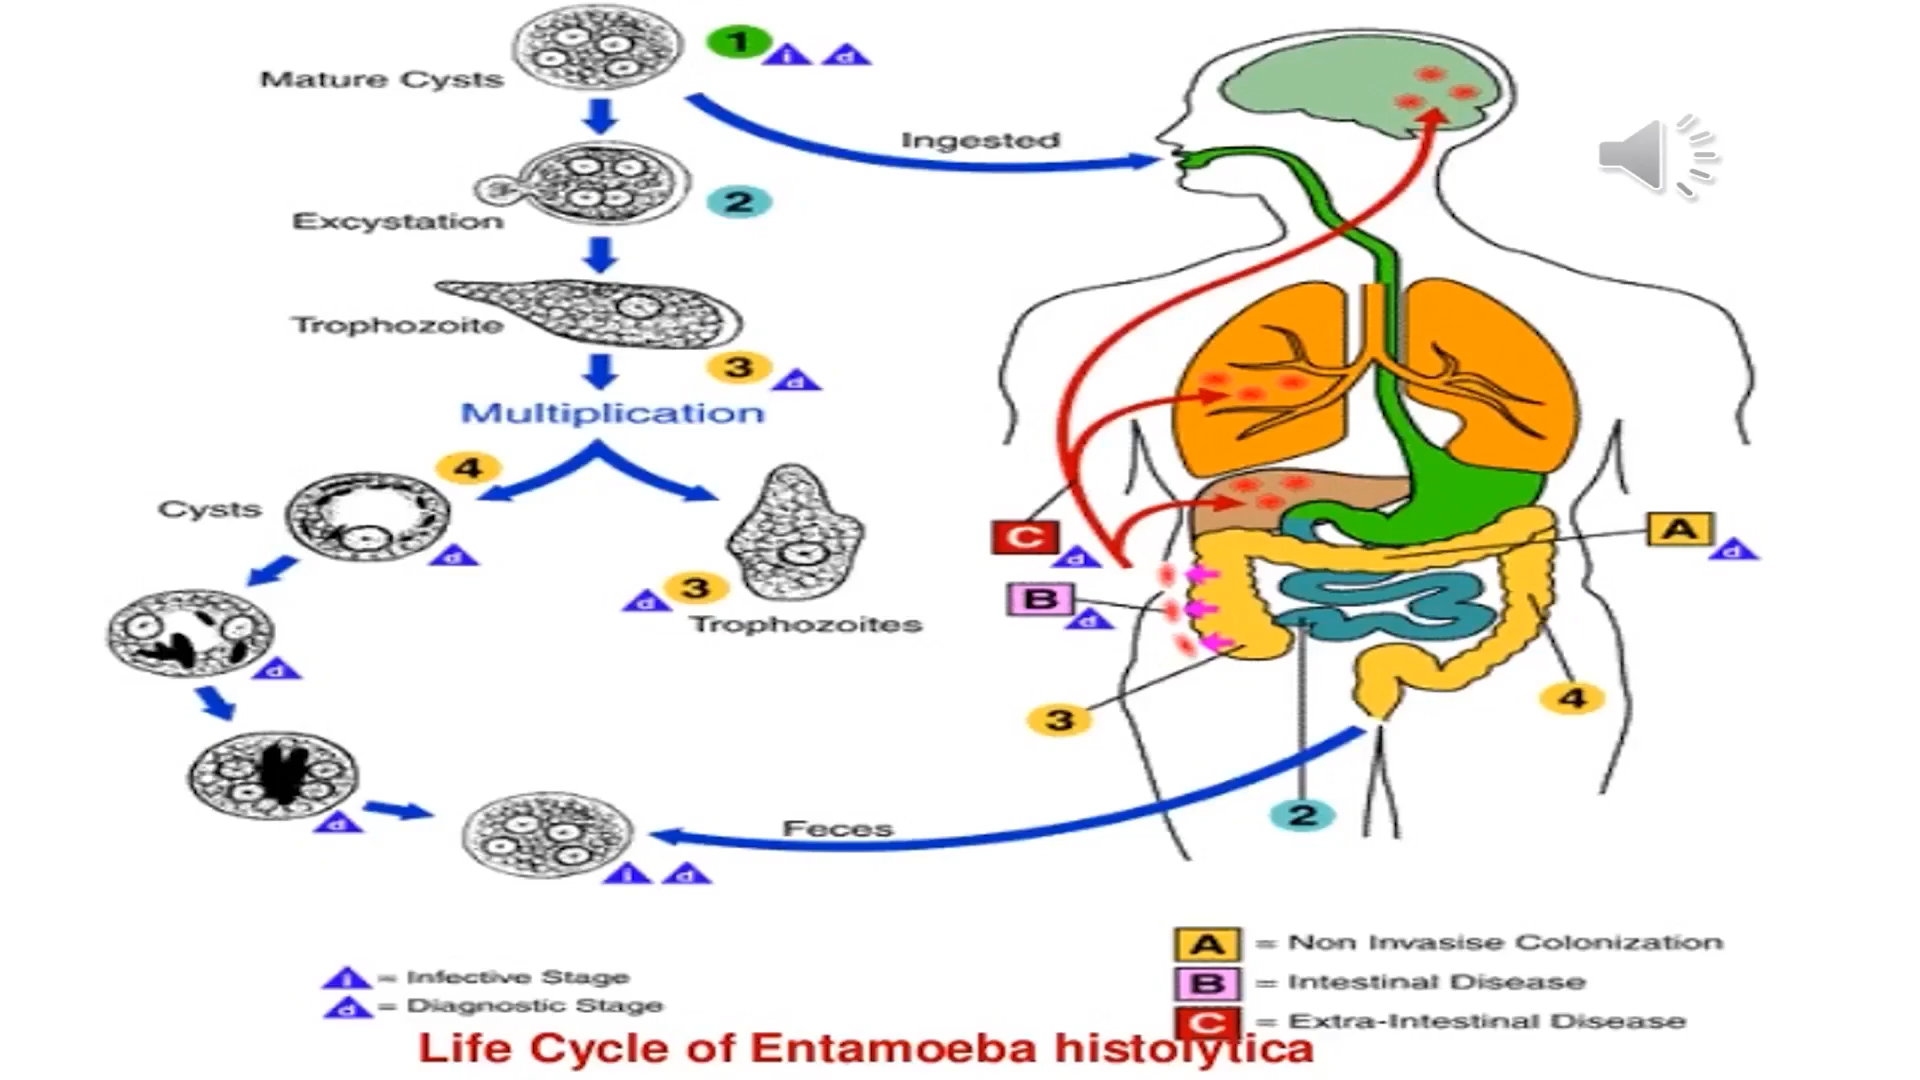 1
i d
Mature Cysts
Ingested
Excystation
2
Trophozoite
3
d
Multiplication
4
Cysts
d
d
3
Trophozoites
d
d
Feces
i d
C
d
B
d
A
d
3
4
2
A = Non Invasise Colonization
B = Intestinal Disease
C = Extra-Intestinal Disease
i = Infective Stage
d = Diagnostic Stage
Life Cycle of Entamoeba histolytica